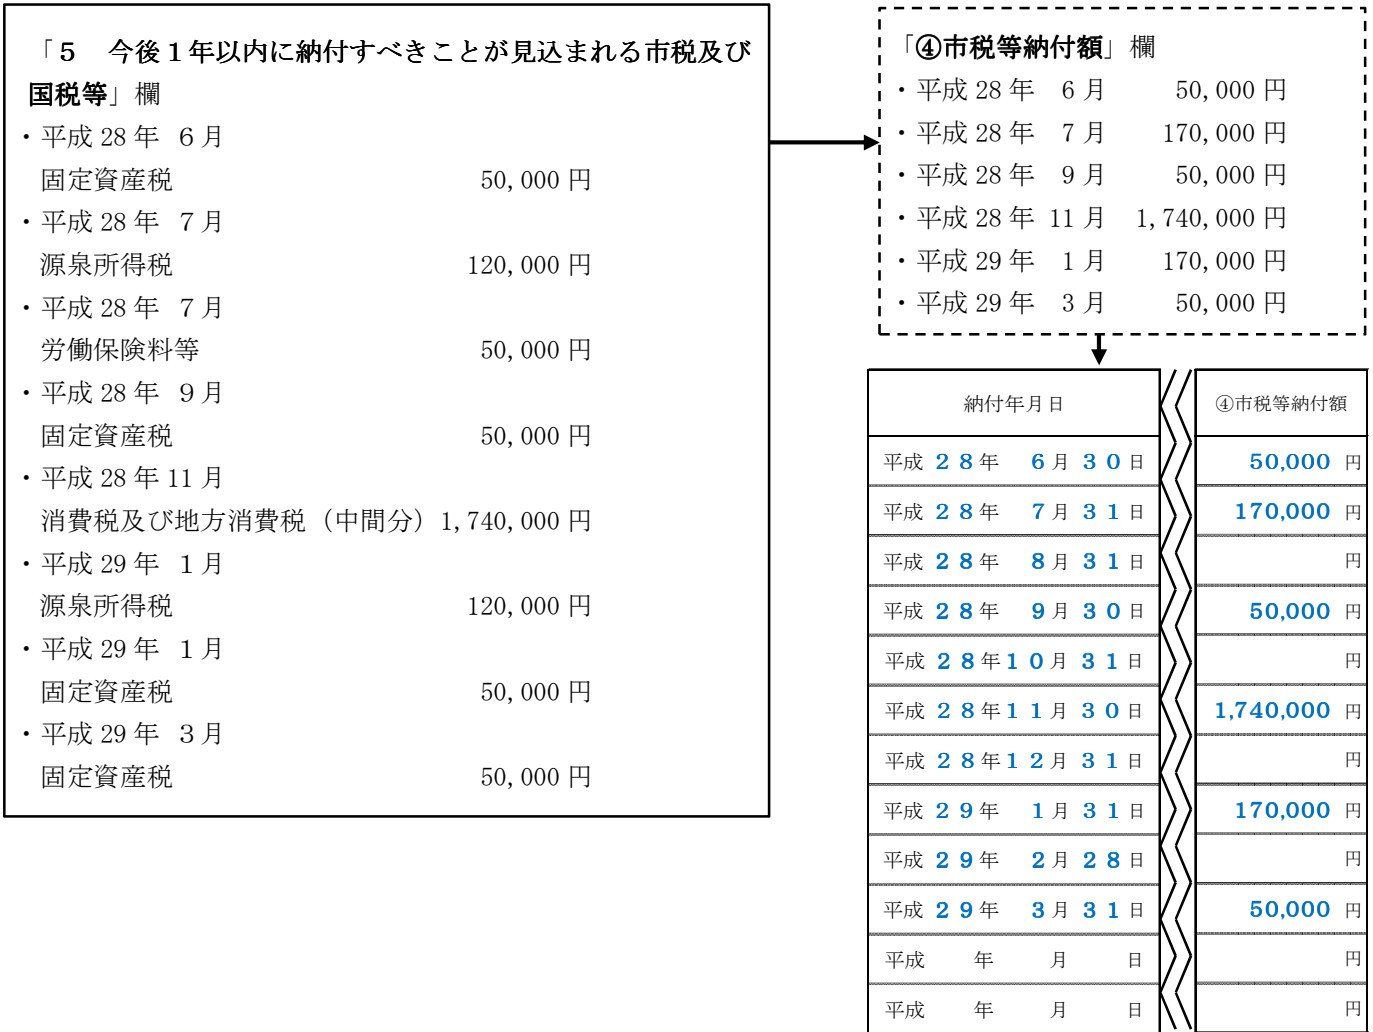 「５　今後１年以内に納付すべきことが見込まれる市税及び
国税等」欄
・平成 28 年　６月
固定資産税　50,000 円
・平成 28 年　７月
源泉所得税　120,000 円
・平成 28 年　７月
労働保険料等　50,000 円
・平成 28 年　９月
固定資産税　50,000 円
・平成 28 年 11 月
消費税及び地方消費税（中間分）1,740,000 円
・平成 29 年　１月
源泉所得税　120,000 円
・平成 29 年　１月
固定資産税　50,000 円
・平成 29 年　３月
固定資産税　50,000 円
「④市税等納付額」欄
・平成 28 年　6 月　50,000 円
・平成 28 年　7 月　170,000 円
・平成 28 年　9 月　50,000 円
・平成 28 年 11 月　1,740,000 円
・平成 29 年　1 月　170,000 円
・平成 29 年　3 月　50,000 円
納付年月日　④市税等納付額
平成 ２８年　６月３０日　50,000 円
平成 ２８年　７月３１日　170,000 円
平成 ２８年　８月３１日　円
平成 ２８年　９月３０日　50,000 円
平成 ２８年１０月３１日　円
平成 ２８年１１月３０日　1,740,000 円
平成 ２８年１２月３１日　円
平成 ２９年　１月３１日　170,000 円
平成 ２９年　２月２８日　円
平成 ２９年　３月３１日　50,000 円
平成　年　月　日　円
平成　年　月　日　円